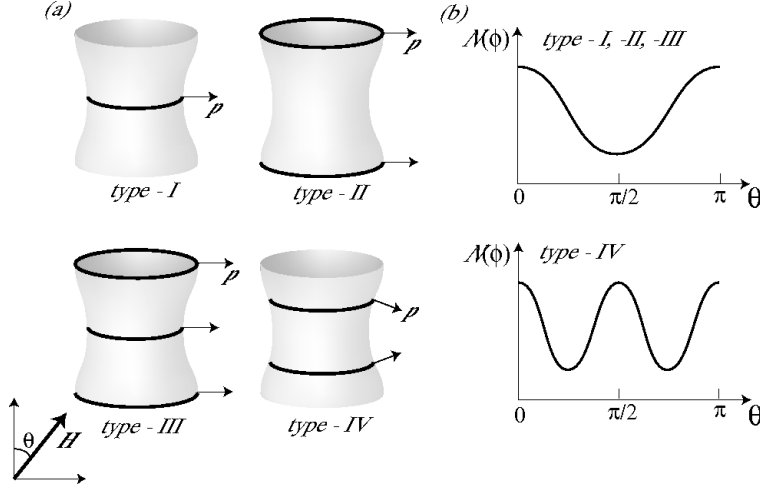 (a)
p
type - I
p
type - II
p
type - III
p
type - IV
θ
H
(b)
N(ϕ)
type - I, -II, -III
0
π/2
π
θ
N(ϕ)
type - IV
0
π/2
π
θ